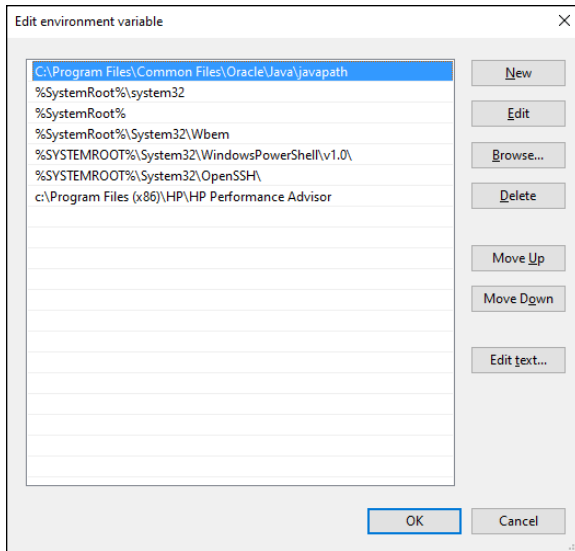 Edit environment variable
C:\Program Files\Common Files\Oracle\Java\javapath
%SystemRoot%\system32
%SystemRoot%
%SystemRoot%\System32\Wbem
%SYSTEMROOT%\System32\WindowsPowerShell\v1.0\
%SYSTEMROOT%\System32\OpenSSH\
c:\Program Files (x86)\HP\HP Performance Advisor
New
Edit
Browse...
Delete
Move Up
Move Down
Edit text...
OK
Cancel